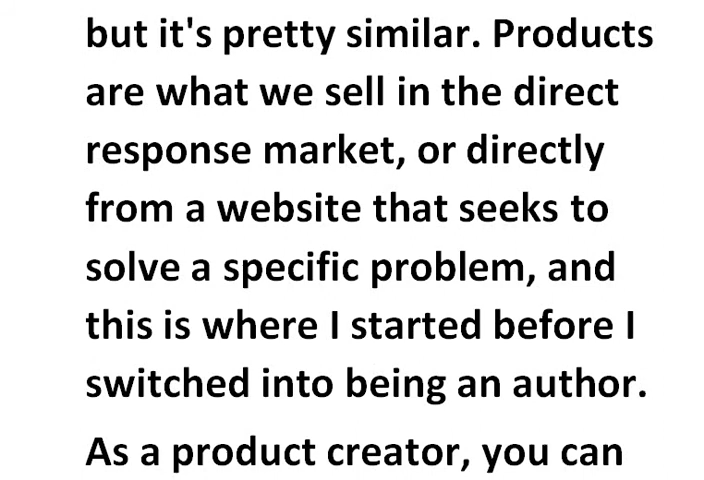 but it's pretty similar. Products
are what we sell in the direct
response market, or directly
from a website that seeks to
solve a specific problem, and
this is where I started before I
switched into being an author.
As a product creator, you can